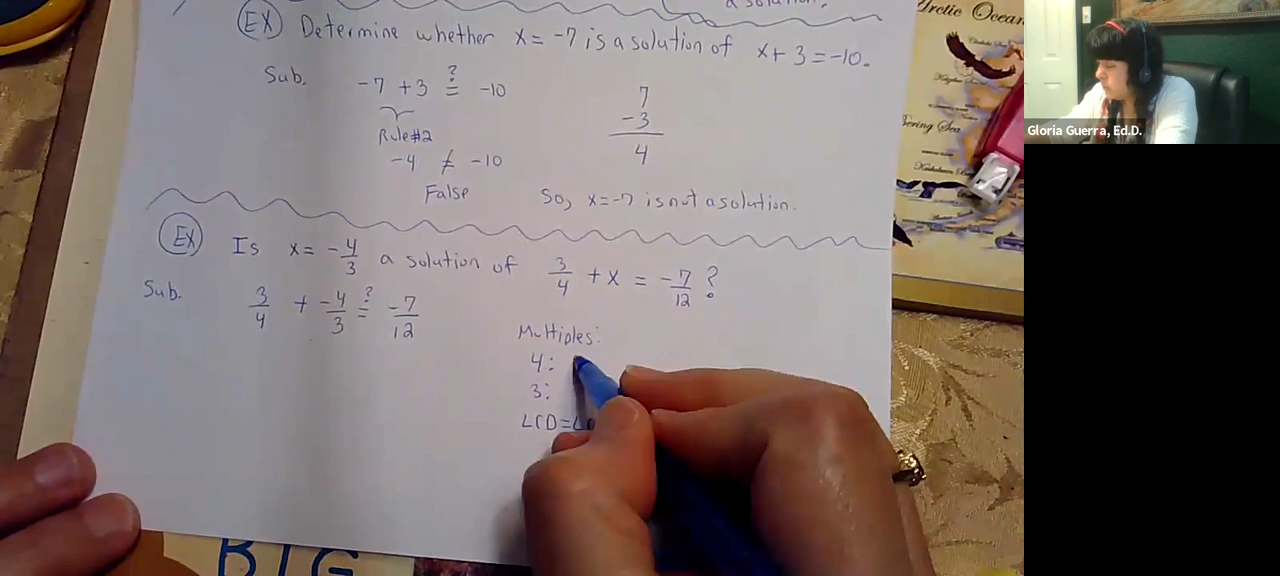 a solution.
EX Determine whether x = -7 is a solution of x + 3 = -10.
Sub. -7 + 3 ≟ -10
Rule #2
-4 ≠ -10
False
7
-3
4
So, x = -7 is not a solution.
EX Is x = -4/3 a solution of 3/4 + x = -7/12 ?
Sub. 3/4 + -4/3 ≟ -7/12
Multiples:
4:
3:
LCD =
BIG
Arctic Ocean
Bering Sea
Gloria Guerra, Ed.D.